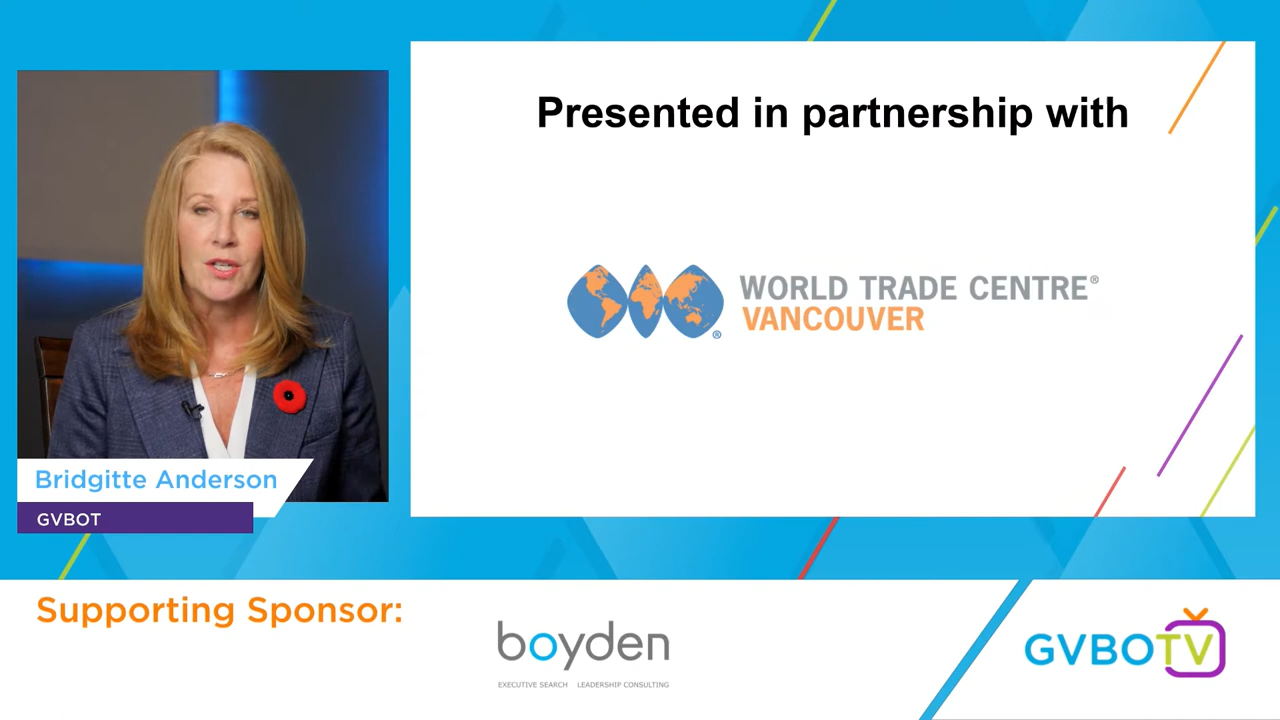 Presented in partnership with
WORLD TRADE CENTRE®
VANCOUVER
®
Bridgitte Anderson
GVBOT
Supporting Sponsor:
boyden
EXECUTIVE SEARCH LEADERSHIP CONSULTING
GVBOTV